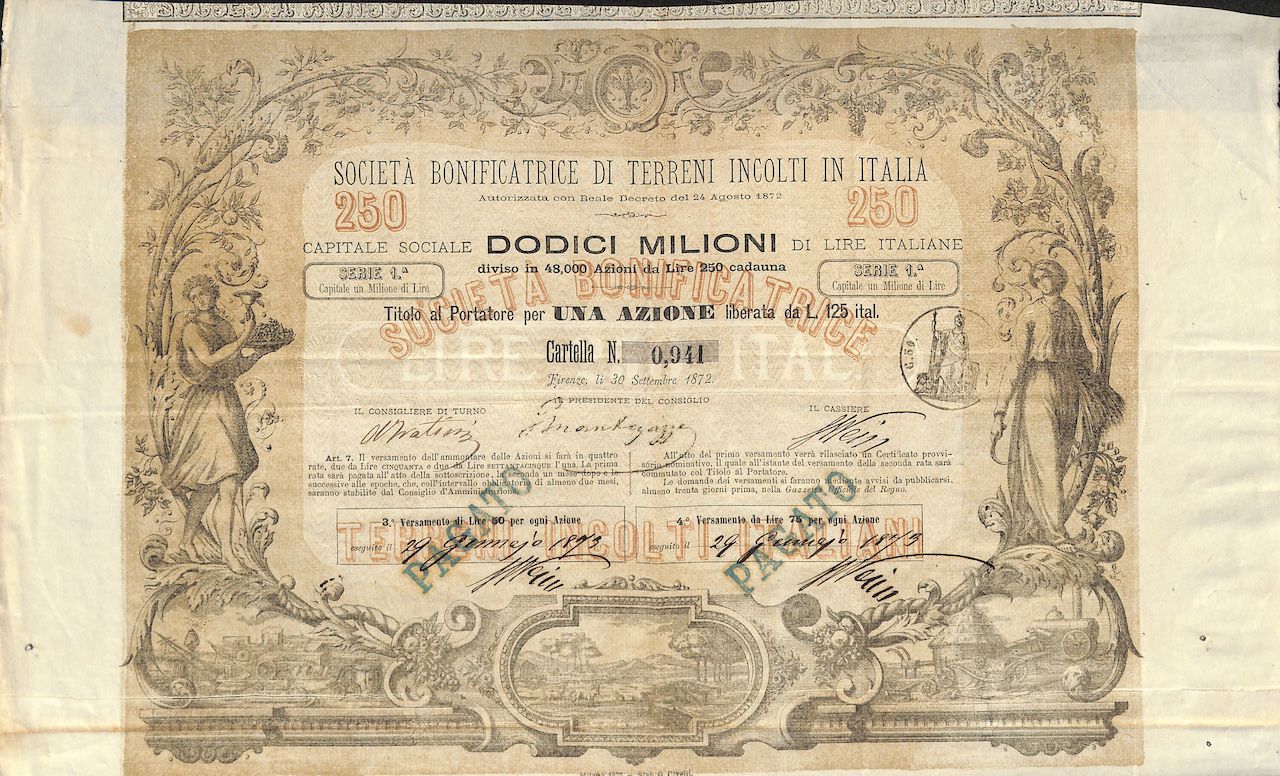 SOCIETÀ BONIFICATRICE DI TERRENI INCOLTI IN ITALIA
Autorizzata con Reale Decreto del 24 Agosto 1872
250 250
CAPITALE SOCIALE DODICI MILIONI DI LIRE ITALIANE
diviso in 48,000 Azioni da Lire 250 cadauna
SERIE 1.ª
Capitale un Milione di Lire
SERIE 1.ª
Capitale un Milione di Lire
SOCIETÀ BONIFICATRICE
Titolo al Portatore per UNA AZIONE liberata da L. 125 ital.
LIRE ITAL
Cartella N. 0,941
Firenze, li 30 Settembre 1872.
C.50
IL CONSIGLIERE DI TURNO
IL PRESIDENTE DEL CONSIGLIO
IL CASSIERE
Art. 7. Il versamento dell'ammontare delle Azioni si farà in quattro
rate, due da Lire CINQUANTA e due da Lire SETTANTACINQUE l'una. La prima
rata sarà pagata all'atto della sottoscrizione, la seconda un mese dopo e le
successive alle epoche, che, coll'intervallo obbligatorio di almeno due mesi,
saranno stabilite dal Consiglio d'Amministrazione.
All'atto del primo versamento verrà rilasciato un Certificato provvi-
sorio nominativo, il quale all'istante del versamento della seconda rata sarà
commutato col Titolo al Portatore.
Le domande dei versamenti si faranno mediante avvisi da pubblicarsi,
almeno trenta giorni prima, nella Gazzetta Ufficiale del Regno.
3.º Versamento di Lire 50 per ogni Azione
eseguito il 29 Gennajo 1873
PAGATO
4.º Versamento da Lire 75 per ogni Azione
eseguito il 29 Gennajo 1873
PAGATO
TERRENI INCOLTI ITALIANI